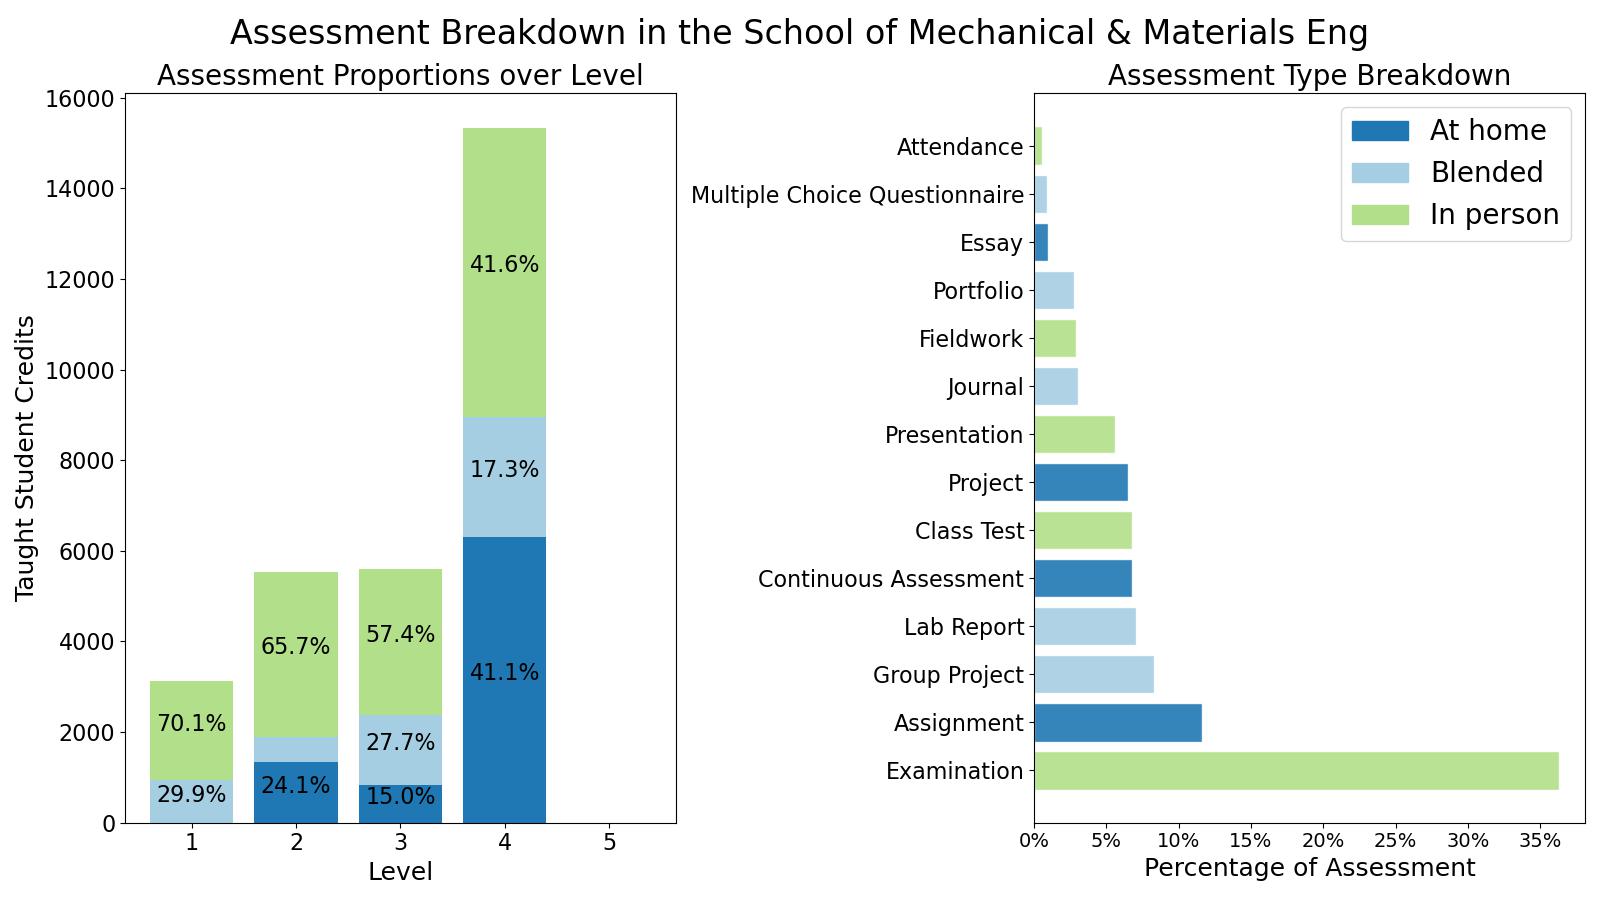 Assessment Breakdown in the School of Mechanical & Materials Eng
Assessment Proportions over Level
16000
14000
12000
10000
8000
6000
4000
2000
0
Taught Student Credits
70.1%
29.9%
65.7%
24.1%
57.4%
27.7%
15.0%
41.6%
17.3%
41.1%
1 2 3 4 5
Level
Assessment Type Breakdown
At home
Blended
In person
Attendance
Multiple Choice Questionnaire
Essay
Portfolio
Fieldwork
Journal
Presentation
Project
Class Test
Continuous Assessment
Lab Report
Group Project
Assignment
Examination
0% 5% 10% 15% 20% 25% 30% 35%
Percentage of Assessment